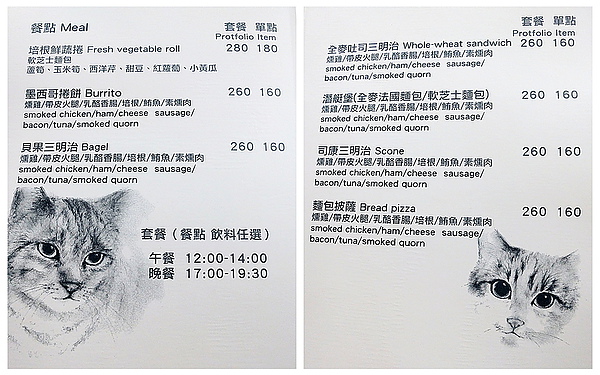 餐點 Meal
套餐 單點
Protfolio Item
培根鮮蔬捲 Fresh vegetable roll 280 180
軟芝士麵包
蘆筍、玉米筍、西洋芹、甜豆、紅蘿蔔、小黃瓜
墨西哥捲餅 Burrito 260 160
燻雞/帶皮火腿/乳酪香腸/培根/鮪魚/素燻肉
smoked chicken/ham/cheese sausage/
bacon/tuna/smoked quorn
貝果三明治 Bagel 260 160
燻雞/帶皮火腿/乳酪香腸/培根/鮪魚/素燻肉
smoked chicken/ham/cheese sausage/
bacon/tuna/smoked quorn
套餐（餐點 飲料任選）
午餐 12:00-14:00
晚餐 17:00-19:30
套餐 單點
Protfolio Item
全麥吐司三明治 Whole-wheat sandwich 260 160
燻雞/帶皮火腿/乳酪香腸/培根/鮪魚/素燻肉
smoked chicken/ham/cheese sausage/
bacon/tuna/smoked quorn
潛艇堡(全麥法國麵包/軟芝士麵包) 260 160
燻雞/帶皮火腿/乳酪香腸/培根/鮪魚/素燻肉
smoked chicken/ham/cheese sausage/
bacon/tuna/smoked quorn
司康三明治 Scone 260 160
燻雞/帶皮火腿/乳酪香腸/培根/鮪魚/素燻肉
smoked chicken/ham/cheese sausage/
bacon/tuna/smoked quorn
麵包披薩 Bread pizza 260 160
燻雞/帶皮火腿/乳酪香腸/培根/鮪魚/素燻肉
smoked chicken/ham/cheese sausage/
bacon/tuna/smoked quorn